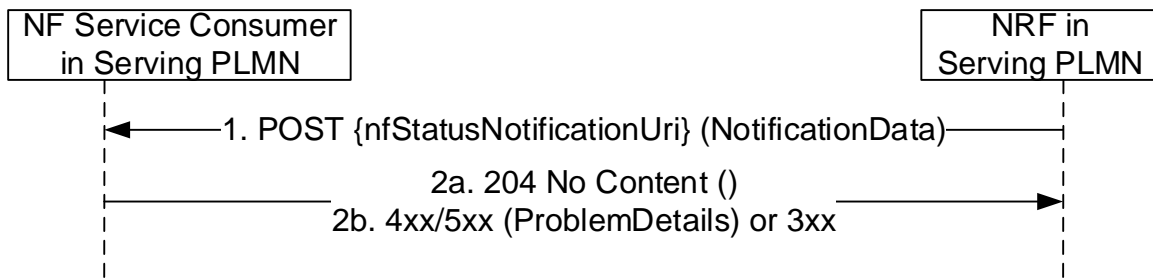 NF Service Consumer
in Serving PLMN
NRF in
Serving PLMN
1. POST {nfStatusNotificationUri} (NotificationData)
2a. 204 No Content ()
2b. 4xx/5xx (ProblemDetails) or 3xx